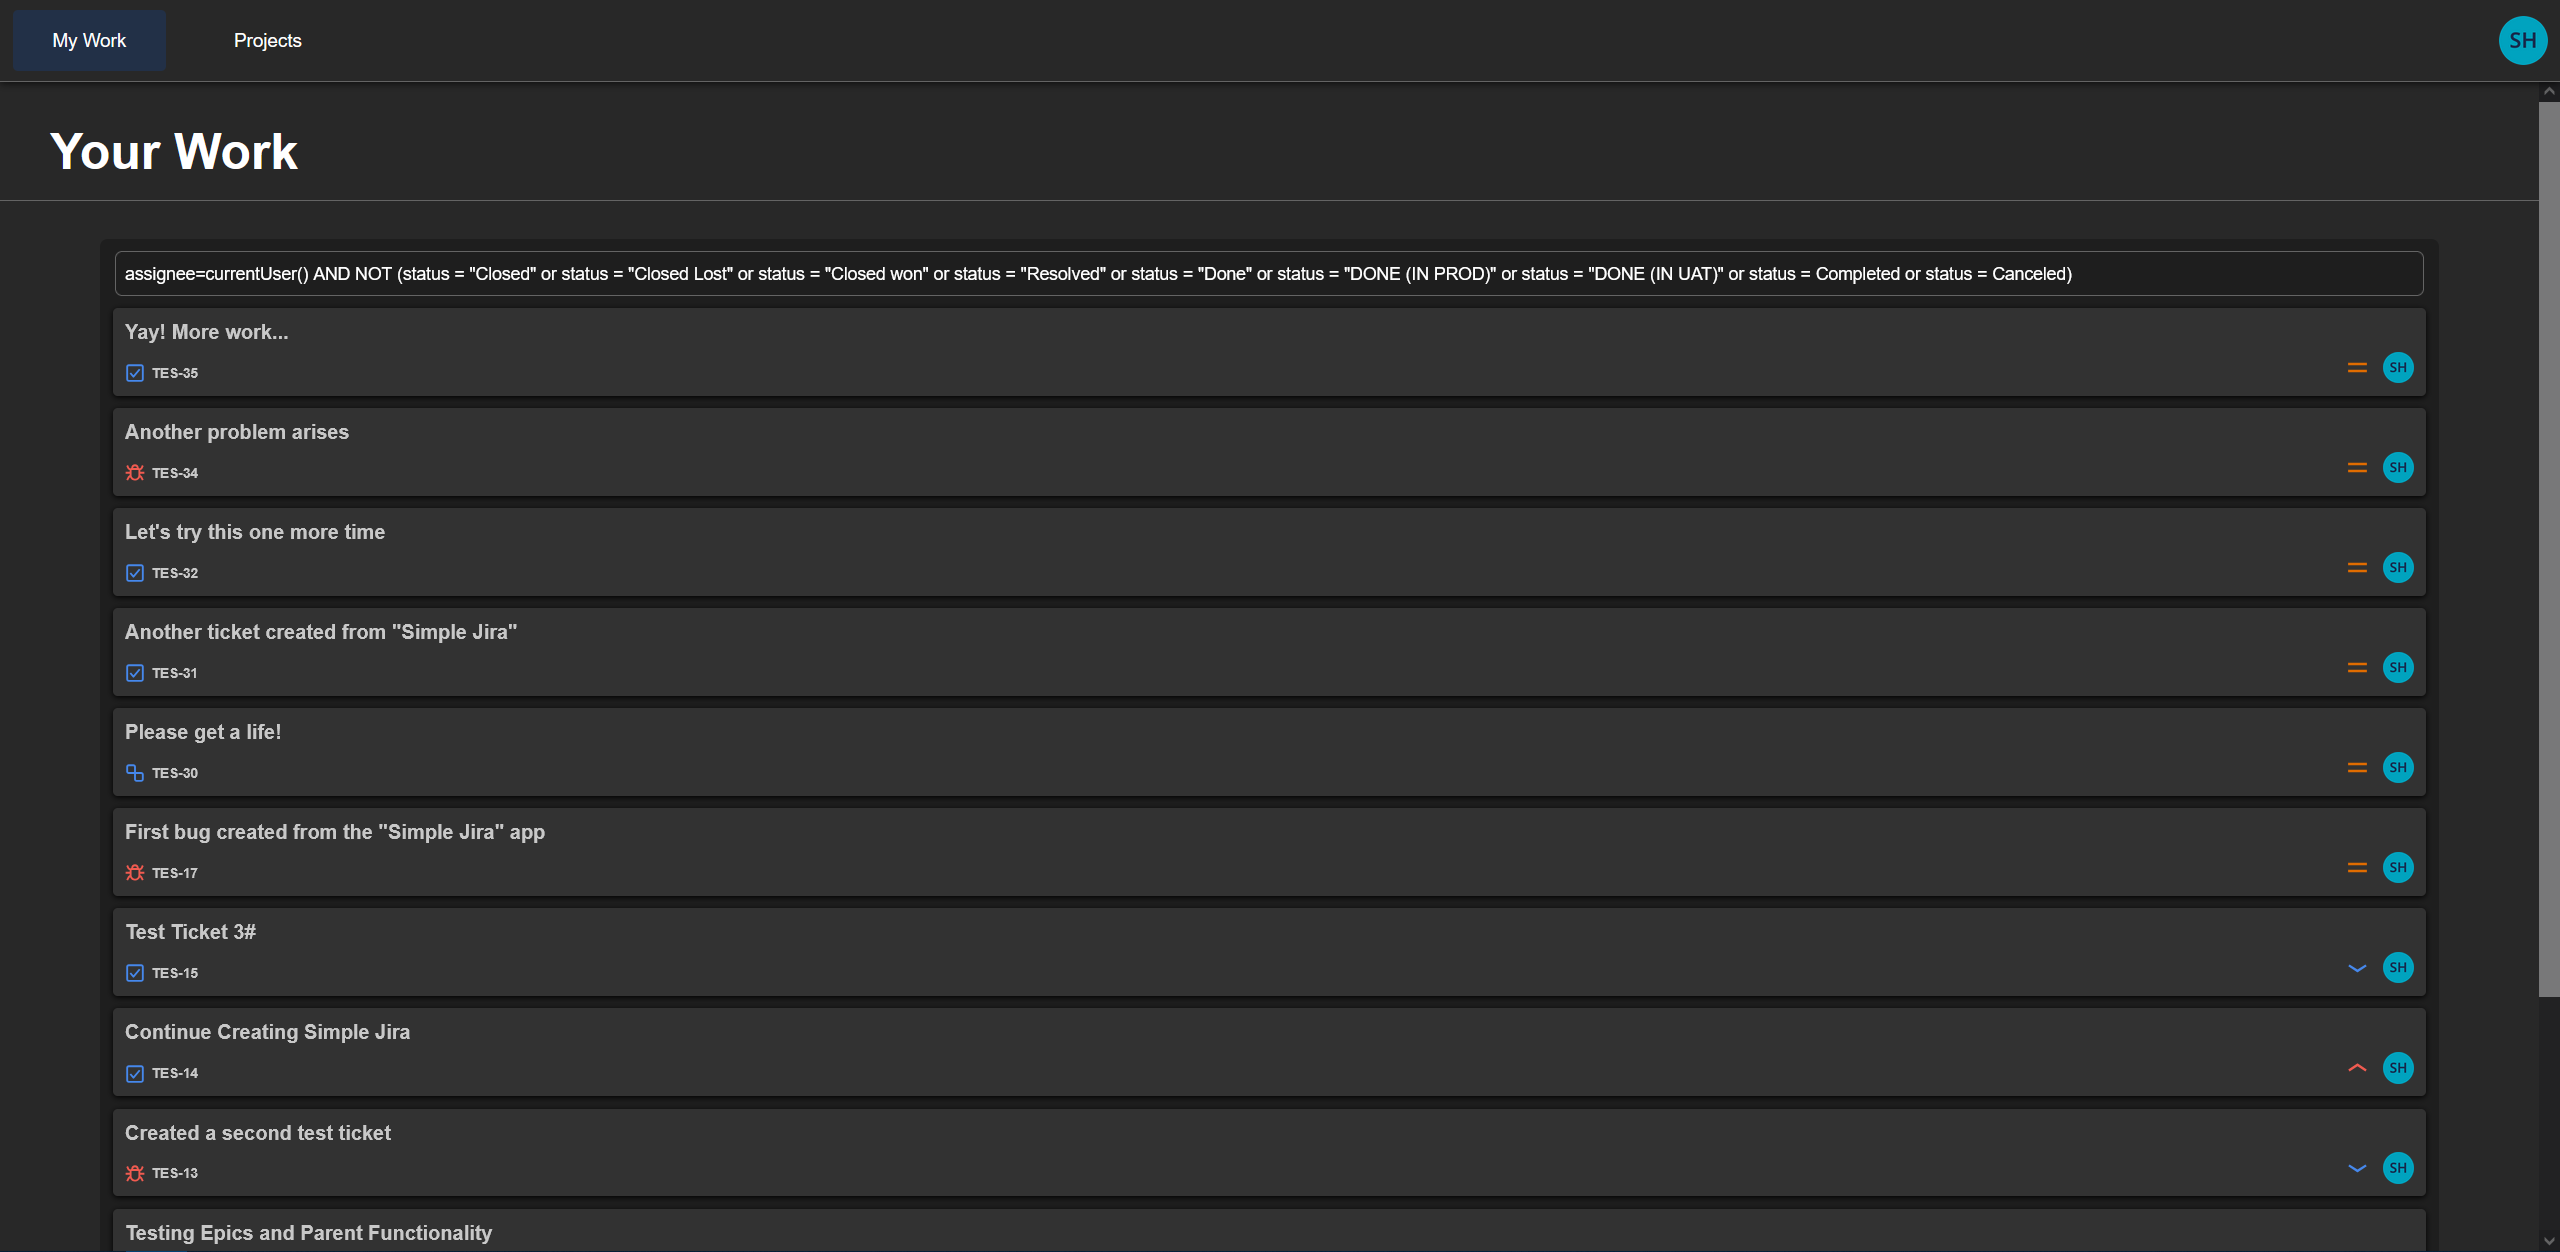 My Work
Projects
SH
Your Work
assignee=currentUser() AND NOT (status = "Closed" or status = "Closed Lost" or status = "Closed won" or status = "Resolved" or status = "Done" or status = "DONE (IN PROD)" or status = "DONE (IN UAT)" or status = Completed or status = Canceled)
Yay! More work...
TES-35
SH
Another problem arises
TES-34
SH
Let's try this one more time
TES-32
SH
Another ticket created from "Simple Jira"
TES-31
SH
Please get a life!
TES-30
SH
First bug created from the "Simple Jira" app
TES-17
SH
Test Ticket 3#
TES-15
SH
Continue Creating Simple Jira
TES-14
SH
Created a second test ticket
TES-13
SH
Testing Epics and Parent Functionality